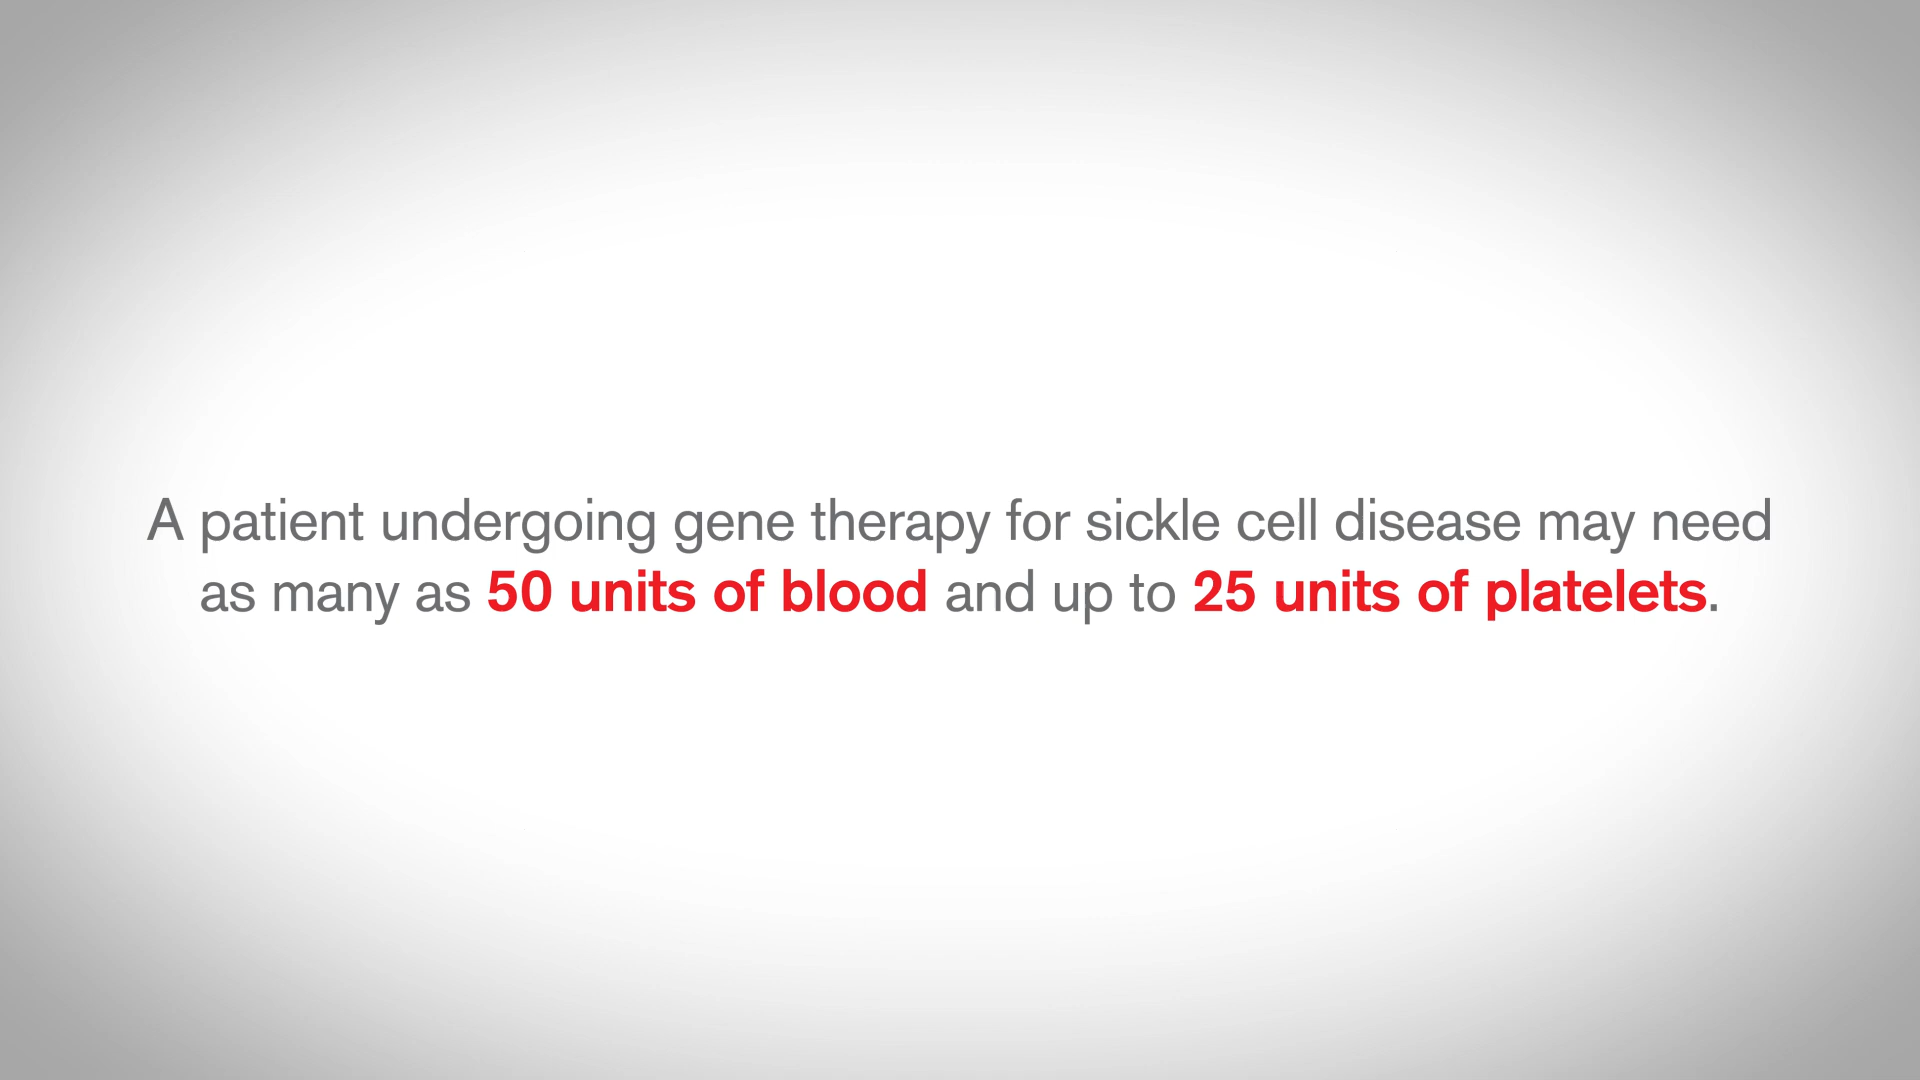 A patient undergoing gene therapy for sickle cell disease may need
as many as 50 units of blood and up to 25 units of platelets.